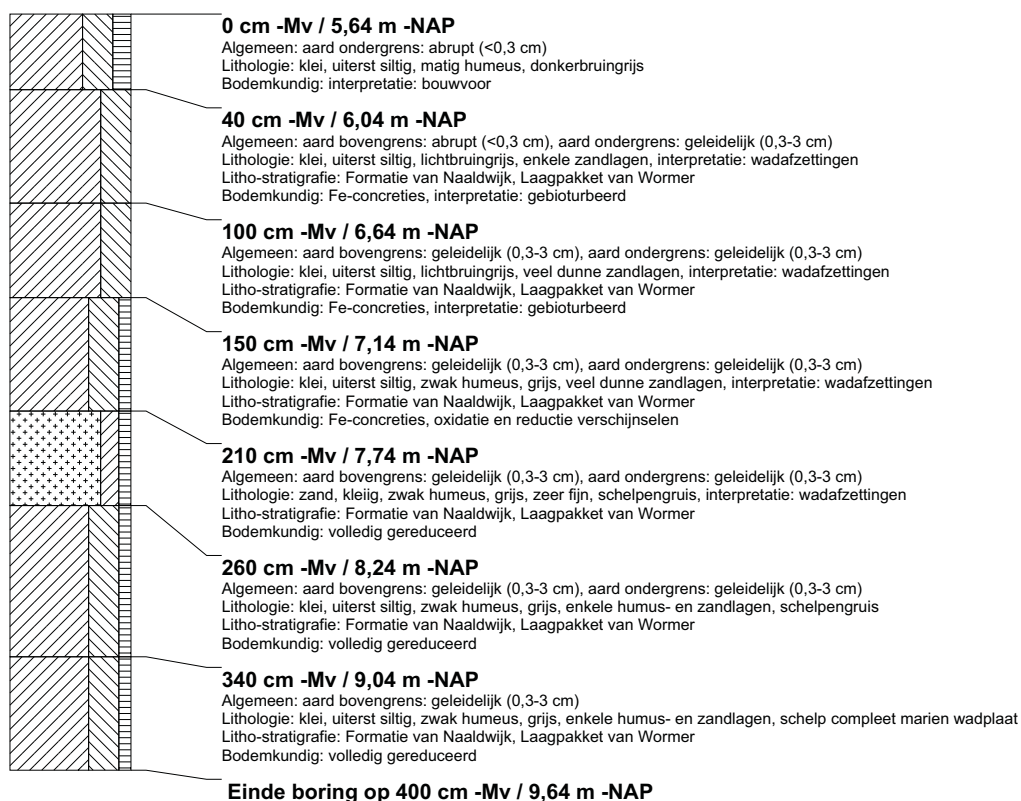 0 cm -Mv / 5,64 m -NAP
Algemeen: aard ondergrens: abrupt (<0,3 cm)
Lithologie: klei, uiterst siltig, matig humeus, donkerbruingrijs
Bodemkundig: interpretatie: bouwvoor
40 cm -Mv / 6,04 m -NAP
Algemeen: aard bovengrens: abrupt (<0,3 cm), aard ondergrens: geleidelijk (0,3-3 cm)
Lithologie: klei, uiterst siltig, lichtbruingrijs, enkele zandlagen, interpretatie: wadafzettingen
Litho-stratigrafie: Formatie van Naaldwijk, Laagpakket van Wormer
Bodemkundig: Fe-concreties, interpretatie: gebioturbeerd
100 cm -Mv / 6,64 m -NAP
Algemeen: aard bovengrens: geleidelijk (0,3-3 cm), aard ondergrens: geleidelijk (0,3-3 cm)
Lithologie: klei, uiterst siltig, lichtbruingrijs, veel dunne zandlagen, interpretatie: wadafzettingen
Litho-stratigrafie: Formatie van Naaldwijk, Laagpakket van Wormer
Bodemkundig: Fe-concreties, interpretatie: gebioturbeerd
150 cm -Mv / 7,14 m -NAP
Algemeen: aard bovengrens: geleidelijk (0,3-3 cm), aard ondergrens: geleidelijk (0,3-3 cm)
Lithologie: klei, uiterst siltig, zwak humeus, grijs, veel dunne zandlagen, interpretatie: wadafzettingen
Litho-stratigrafie: Formatie van Naaldwijk, Laagpakket van Wormer
Bodemkundig: Fe-concreties, oxidatie en reductie verschijnselen
210 cm -Mv / 7,74 m -NAP
Algemeen: aard bovengrens: geleidelijk (0,3-3 cm), aard ondergrens: geleidelijk (0,3-3 cm)
Lithologie: zand, kleiig, zwak humeus, grijs, zeer fijn, schelpengruis, interpretatie: wadafzettingen
Litho-stratigrafie: Formatie van Naaldwijk, Laagpakket van Wormer
Bodemkundig: volledig gereduceerd
260 cm -Mv / 8,24 m -NAP
Algemeen: aard bovengrens: geleidelijk (0,3-3 cm), aard ondergrens: geleidelijk (0,3-3 cm)
Lithologie: klei, uiterst siltig, zwak humeus, grijs, enkele humus- en zandlagen, schelpengruis
Litho-stratigrafie: Formatie van Naaldwijk, Laagpakket van Wormer
Bodemkundig: volledig gereduceerd
340 cm -Mv / 9,04 m -NAP
Algemeen: aard bovengrens: geleidelijk (0,3-3 cm)
Lithologie: klei, uiterst siltig, zwak humeus, grijs, enkele humus- en zandlagen, schelp compleet marien wadplaat
Litho-stratigrafie: Formatie van Naaldwijk, Laagpakket van Wormer
Bodemkundig: volledig gereduceerd
Einde boring op 400 cm -Mv / 9,64 m -NAP